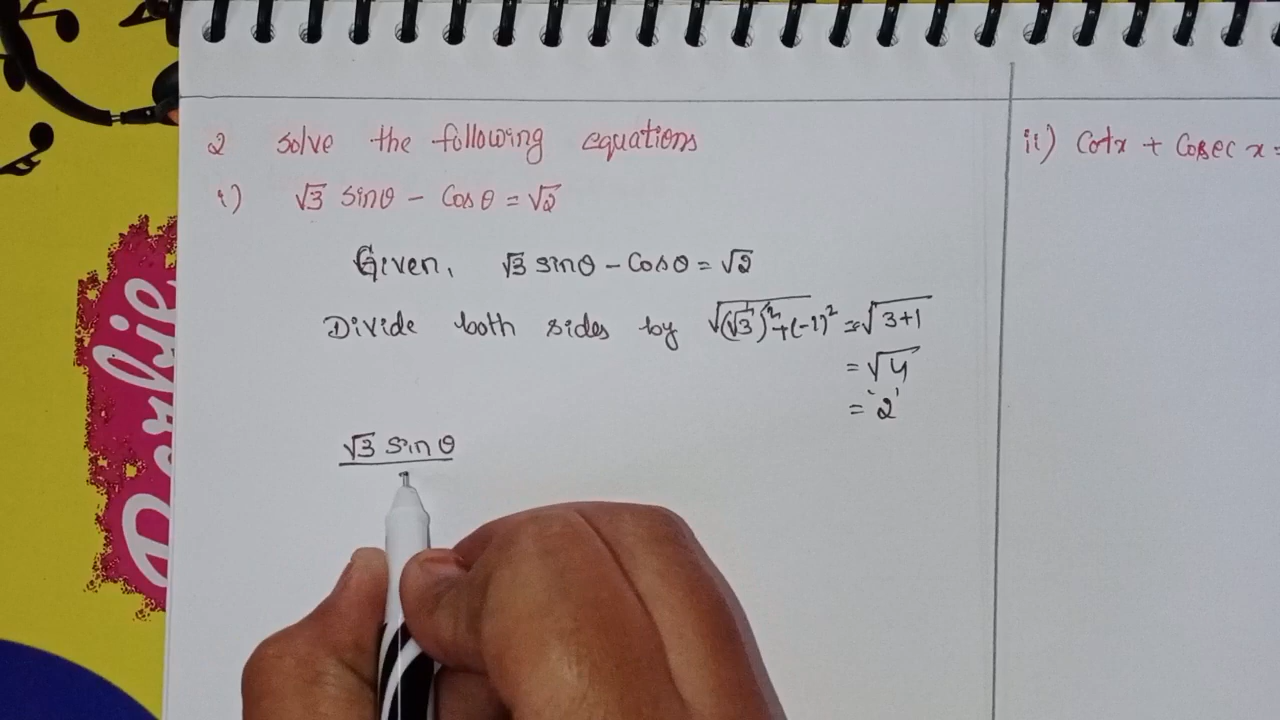 2 Solve the following equations
i) √3 sinθ - Cosθ = √2
Given, √3 sinθ - Cosθ = √2
Divide both sides by √(√3)²+(-1)² = √3+1
= √4
= 2
√3 sinθ
ii) Cotx + Cosec x =